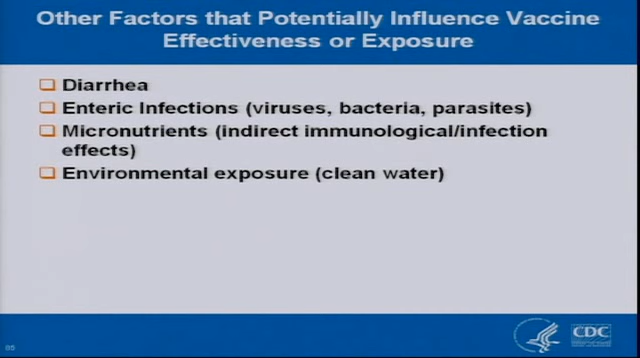 Other Factors that Potentially Influence Vaccine
Effectiveness or Exposure
Diarrhea
Enteric Infections (viruses, bacteria, parasites)
Micronutrients (indirect immunological/infection
effects)
Environmental exposure (clean water)
CDC